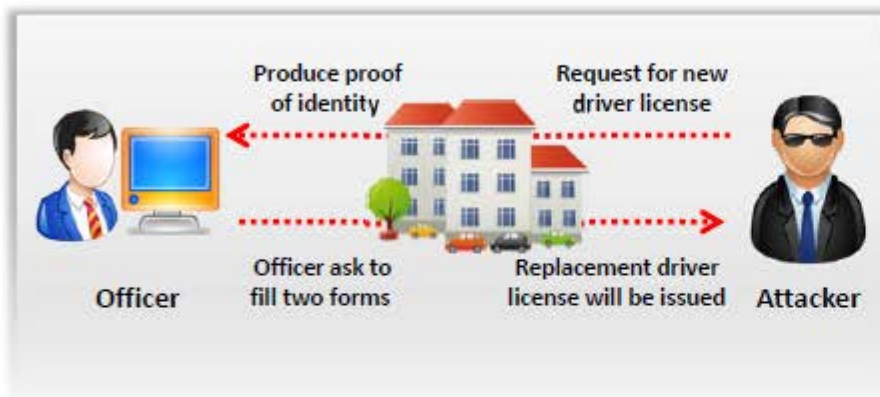 Produce proof
of identity
Request for new
driver license
Officer ask to
fill two forms
Replacement driver
license will be issued
Officer
Attacker